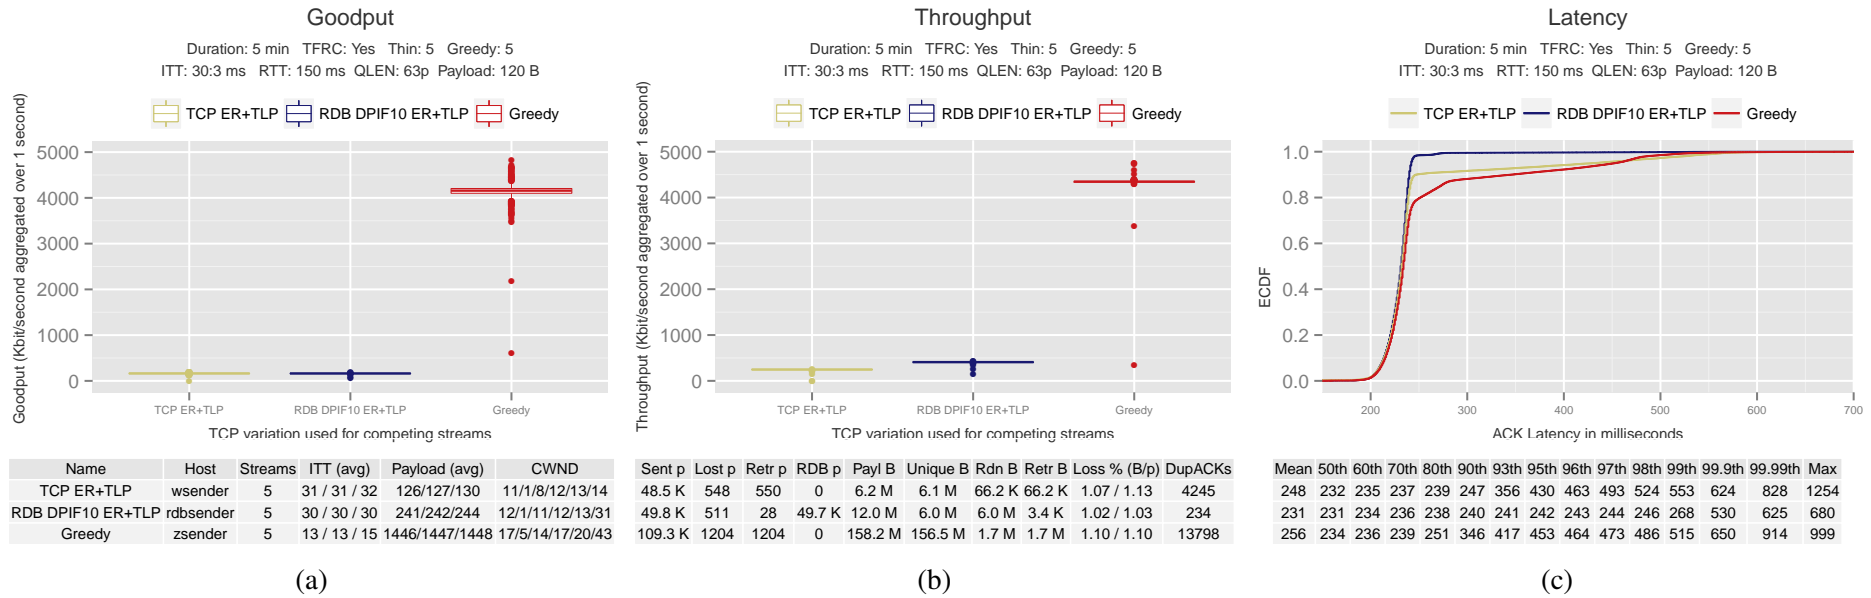 Goodput
Duration: 5 min TFRC: Yes Thin: 5 Greedy: 5
ITT: 30:3 ms RTT: 150 ms QLEN: 63p Payload: 120 B
TCP ER+TLP RDB DPIF10 ER+TLP Greedy
Goodput (Kbit/second aggregated over 1 second)
5000
4000
3000
2000
1000
0
TCP ER+TLP RDB DPIF10 ER+TLP Greedy
TCP variation used for competing streams
Name Host Streams ITT (avg) Payload (avg) CWND
TCP ER+TLP wsender 5 31 / 31 / 32 126/127/130 11/1/8/12/13/14
RDB DPIF10 ER+TLP rdbsender 5 30 / 30 / 30 241/242/244 12/1/11/12/13/31
Greedy zsender 5 13 / 13 / 15 1446/1447/1448 17/5/14/17/20/43
(a)
Throughput
Duration: 5 min TFRC: Yes Thin: 5 Greedy: 5
ITT: 30:3 ms RTT: 150 ms QLEN: 63p Payload: 120 B
TCP ER+TLP RDB DPIF10 ER+TLP Greedy
Throughput (Kbit/second aggregated over 1 second)
5000
4000
3000
2000
1000
0
TCP ER+TLP RDB DPIF10 ER+TLP Greedy
TCP variation used for competing streams
Sent p Lost p Retr p RDB p Payl B Unique B Rdn B Retr B Loss % (B/p) DupACKs
48.5 K 548 550 0 6.2 M 6.1 M 66.2 K 66.2 K 1.07 / 1.13 4245
49.8 K 511 28 49.7 K 12.0 M 6.0 M 6.0 M 3.4 K 1.02 / 1.03 234
109.3 K 1204 1204 0 158.2 M 156.5 M 1.7 M 1.7 M 1.10 / 1.10 13798
(b)
Latency
Duration: 5 min TFRC: Yes Thin: 5 Greedy: 5
ITT: 30:3 ms RTT: 150 ms QLEN: 63p Payload: 120 B
TCP ER+TLP RDB DPIF10 ER+TLP Greedy
ECDF
1.0
0.8
0.6
0.4
0.2
0.0
200 300 400 500 600 700
ACK Latency in milliseconds
Mean 50th 60th 70th 80th 90th 93th 95th 96th 97th 98th 99th 99.9th 99.99th Max
248 232 235 237 239 247 356 430 463 493 524 553 624 828 1254
231 231 234 236 238 240 241 242 243 244 246 268 530 625 680
256 234 236 239 251 346 417 453 464 473 486 515 650 914 999
(c)